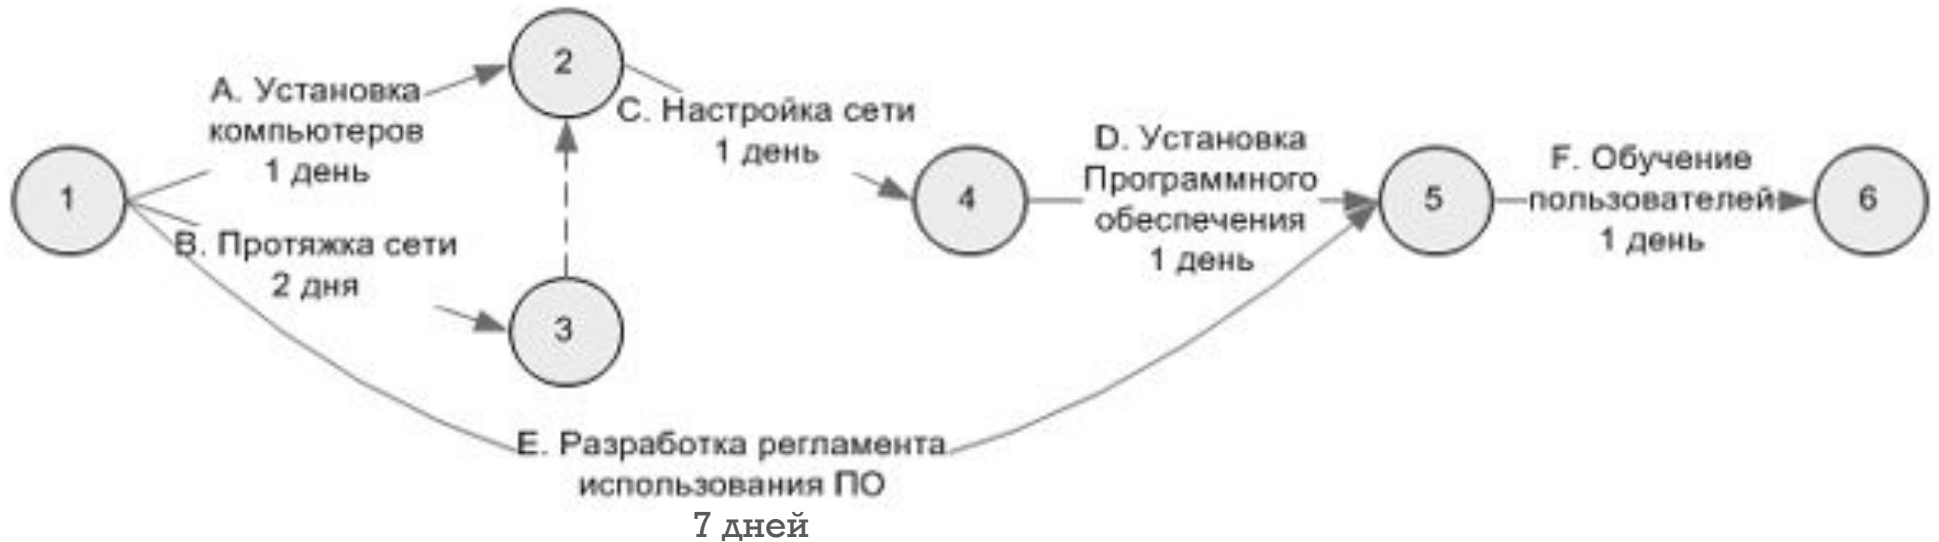 1
A. Установка
компьютеров
1 день
2
B. Протяжка сети
2 дня
3
C. Настройка сети
1 день
4
D. Установка
Программного
обеспечения
1 день
5
F. Обучение
пользователей
1 день
6
E. Разработка регламента
использования ПО
7 дней